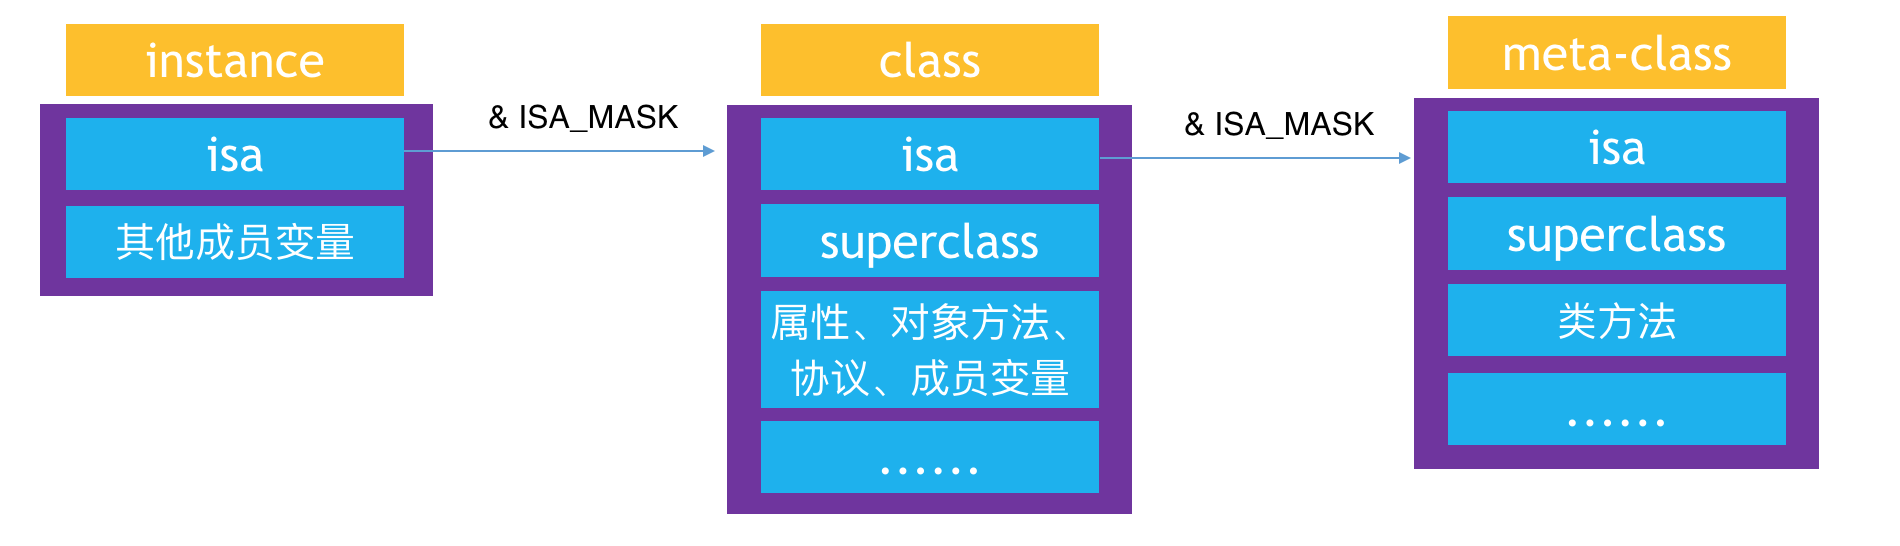 instance
isa
其他成员变量
& ISA_MASK
class
isa
superclass
属性、对象方法、
协议、成员变量
......
& ISA_MASK
meta-class
isa
superclass
类方法
......